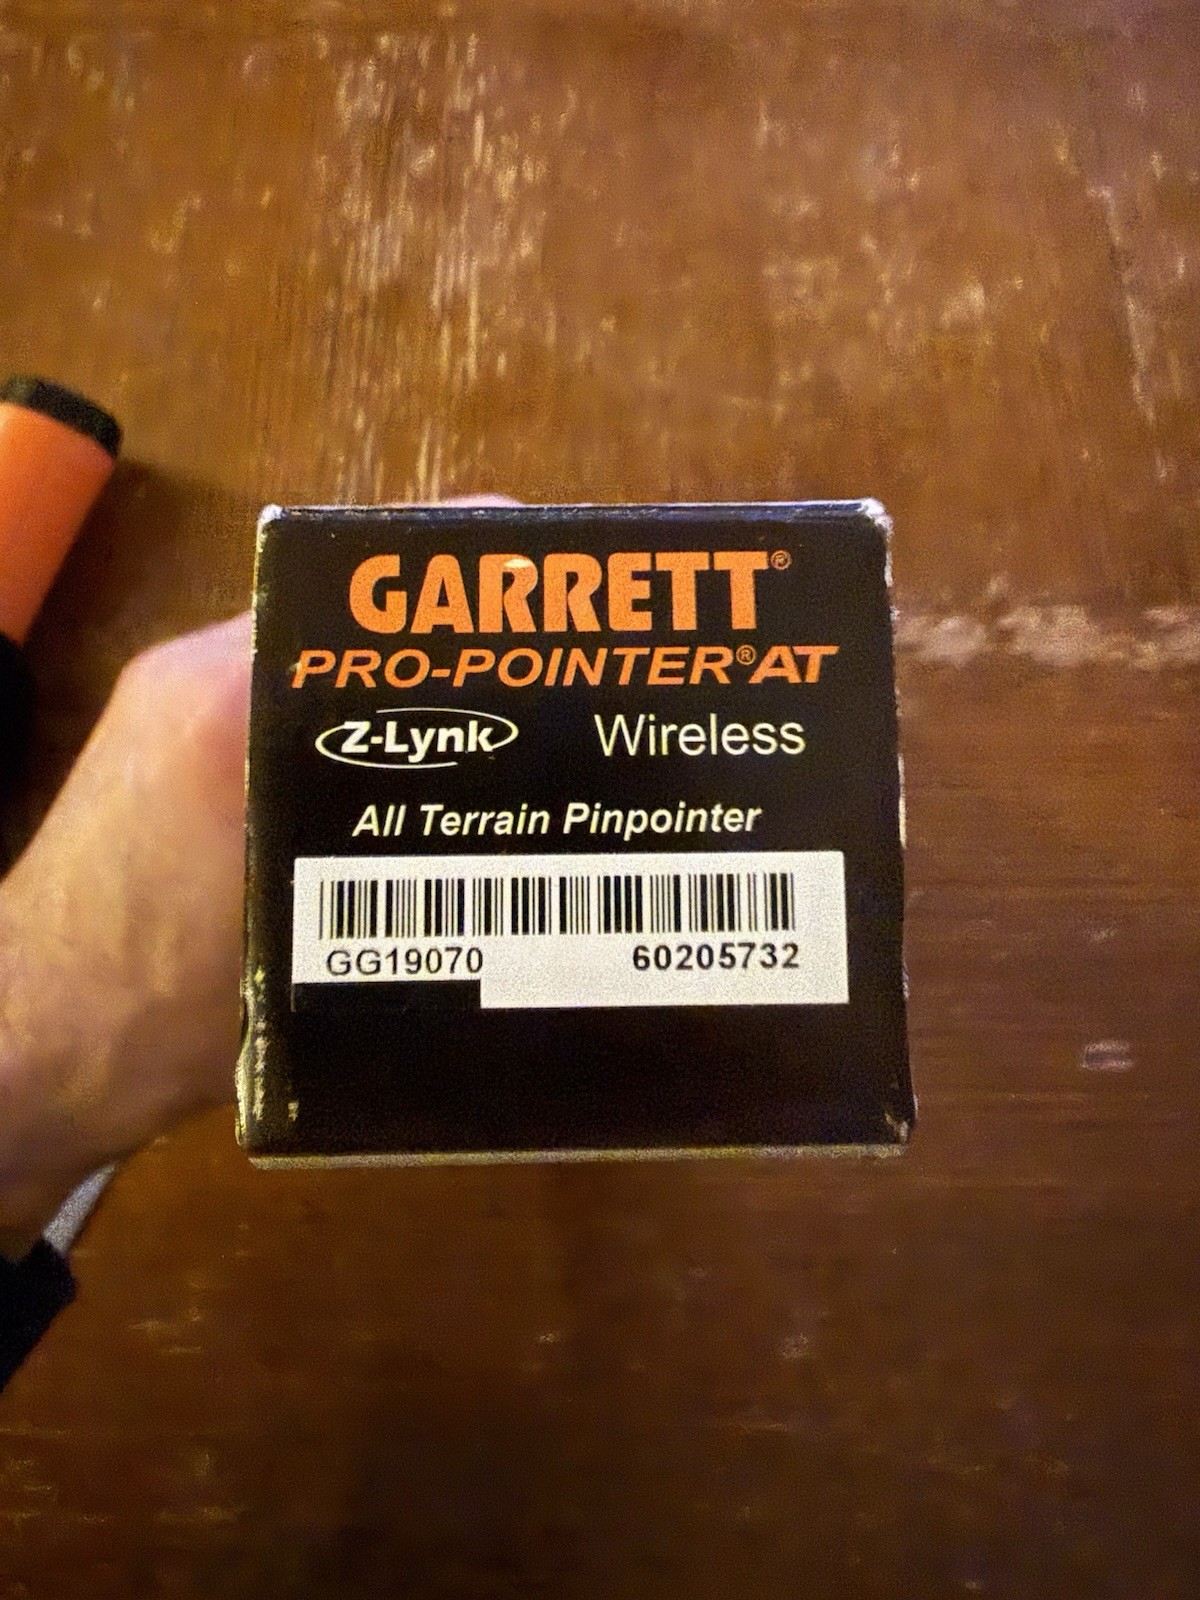 GARRETT®
PRO-POINTER® AT
Z-Lynk Wireless
All Terrain Pinpointer
GG19070 60205732